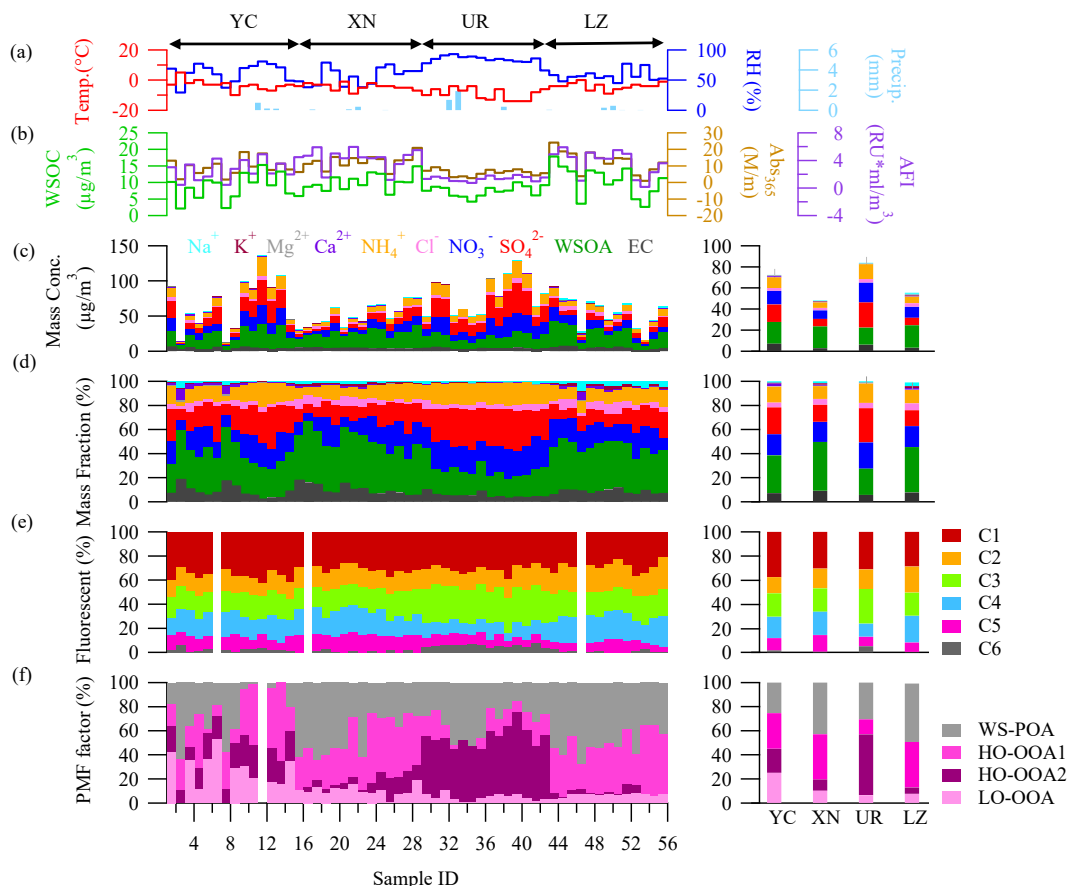 YC XN UR LZ
(a)
20 0 -20
Temp.(°C)
100 50 0
RH (%)
6 4 2 0
Precip. (mm)
(b)
25 20 15 10 5 0
WSOC (µg/m³)
30 20 10 0 -10 -20
Abs₃₆₅ (M/m)
8 4 0 -4
AFI (RU*ml/m³)
(c)
Na⁺ K⁺ Mg²⁺ Ca²⁺ NH₄⁺ Cl⁻ NO₃⁻ SO₄²⁻ WSOA EC
150 100 50 0
Mass Conc. (µg/m³)
100 80 60 40 20 0
(d)
100 80 60 40 20 0
Mass Fraction (%)
100 80 60 40 20 0
(e)
100 80 60 40 20 0
Fluorescent (%)
100 80 60 40 20 0
C1
C2
C3
C4
C5
C6
(f)
100 80 60 40 20 0
PMF factor (%)
100 80 60 40 20 0
WS-POA
HO-OOA1
HO-OOA2
LO-OOA
4 8 12 16 20 24 28 32 36 40 44 48 52 56
YC XN UR LZ
Sample ID